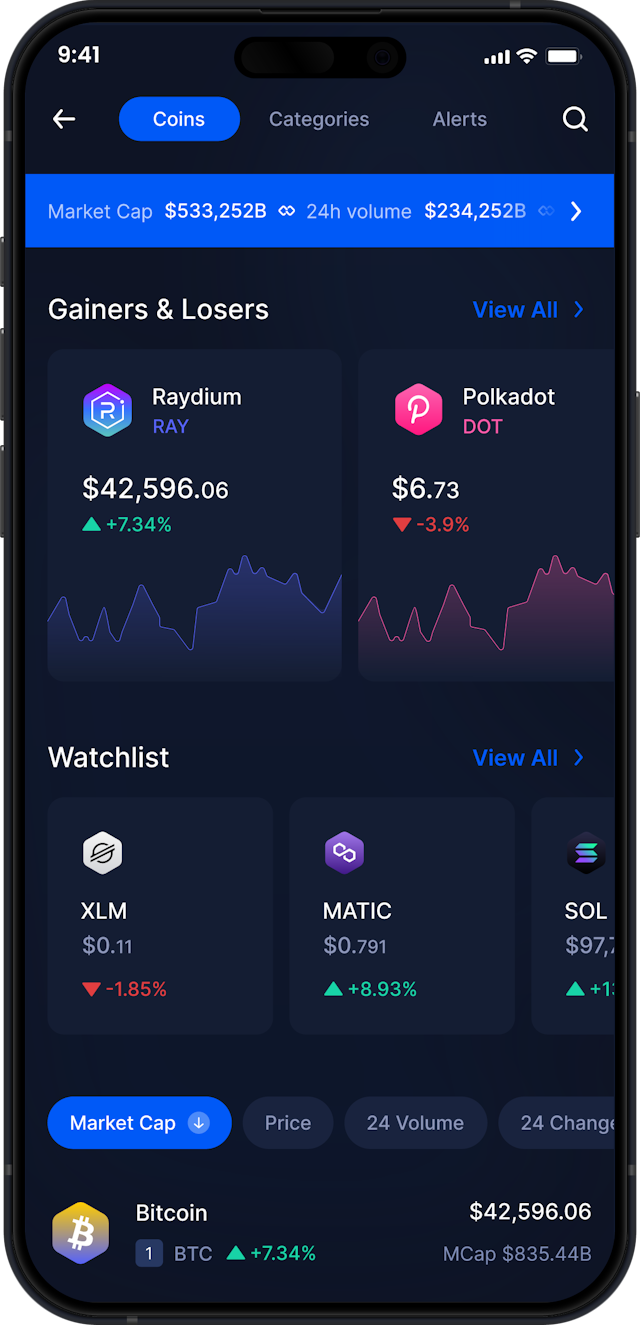 9:41
Coins Categories Alerts
Market Cap $533,252B 24h volume $234,252B
Gainers & Losers View All
Raydium
RAY
$42,596.06
+7.34%
Polkadot
DOT
$6.73
-3.9%
Watchlist View All
XLM
$0.11
-1.85%
MATIC
$0.791
+8.93%
SOL
$97,7
+13
Market Cap Price 24 Volume 24 Change
Bitcoin $42,596.06
1 BTC +7.34% MCap $835.44B